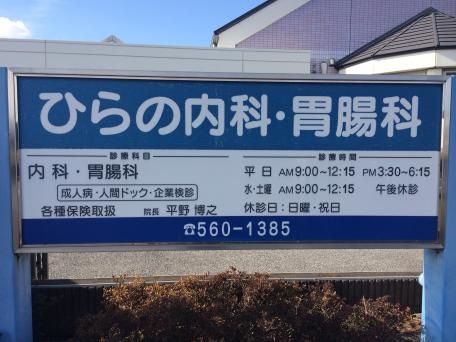 ひらの内科・胃腸科
診療科目
内科・胃腸科
成人病・人間ドック・企業検診
各種保険取扱 院長 平野 博之
診療時間
平日 AM9:00~12:15 PM3:30~6:15
水・土曜 AM9:00~12:15 午後休診
休診日:日曜・祝日
☎560-1385